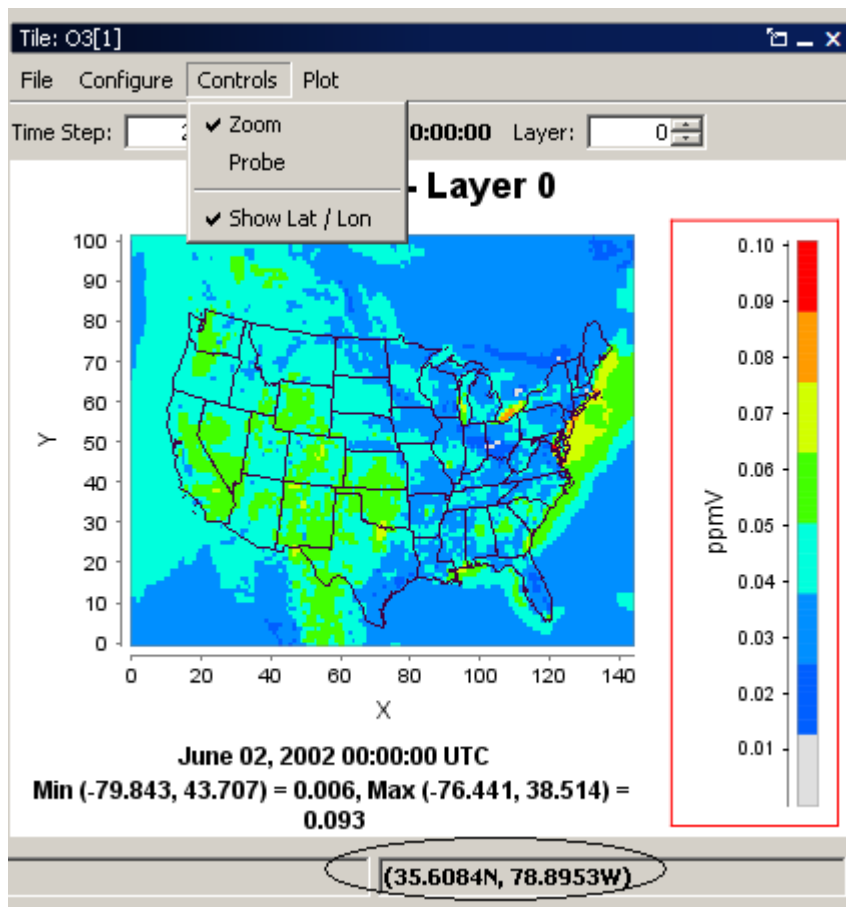 Tile: O3[1]
File Configure Controls Plot
Zoom
Probe
Show Lat / Lon
Time Step: 0:00:00 Layer: 0
- Layer 0
100
90
80
70
60
50
40
30
20
10
0
Y
0 20 40 60 80 100 120 140
X
0.10
0.09
0.08
0.07
0.06
0.05
0.04
0.03
0.02
0.01
ppmV
June 02, 2002 00:00:00 UTC
Min (-79.843, 43.707) = 0.006, Max (-76.441, 38.514) =
0.093
(35.6084N, 78.8953W)